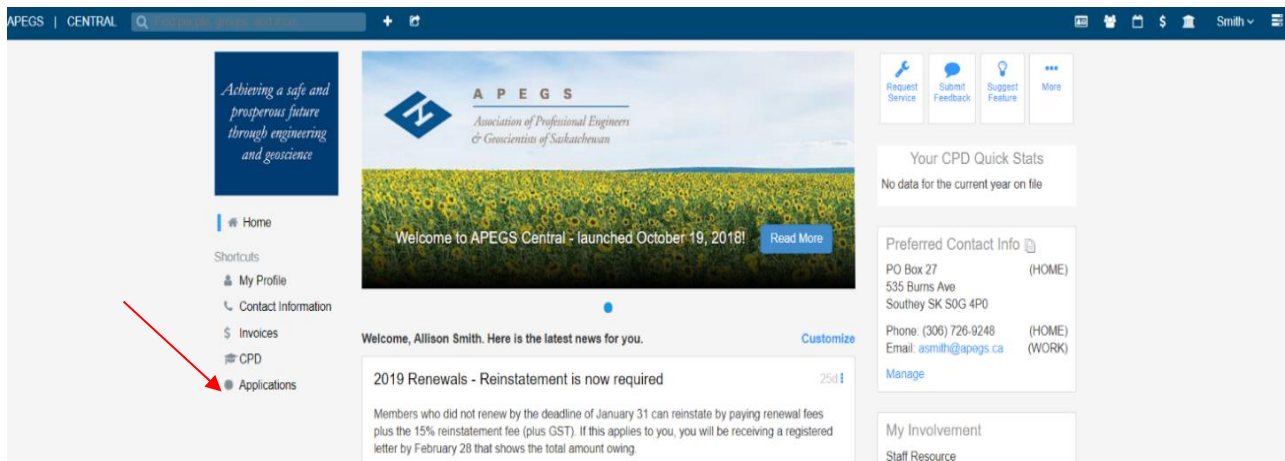 APEGS | CENTRAL
Find people, groups, and more...
Smith
Achieving a safe and
prosperous future
through engineering
and geoscience
Home
Shortcuts
My Profile
Contact Information
$ Invoices
CPD
Applications
A P E G S
Association of Professional Engineers
& Geoscientists of Saskatchewan
Welcome to APEGS Central - launched October 19, 2018! Read More
Welcome, Allison Smith. Here is the latest news for you. Customize
2019 Renewals - Reinstatement is now required 25d
Members who did not renew by the deadline of January 31 can reinstate by paying renewal fees
plus the 15% reinstatement fee (plus GST). If this applies to you, you will be receiving a registered
letter by February 28 that shows the total amount owing.
Request
Service
Submit
Feedback
Suggest
Feature
More
Your CPD Quick Stats
No data for the current year on file
Preferred Contact Info
PO Box 27 (HOME)
535 Burns Ave
Southey SK S0G 4P0
Phone: (306) 726-9248 (HOME)
Email: asmith@apegs.ca (WORK)
Manage
My Involvement
Staff Resource